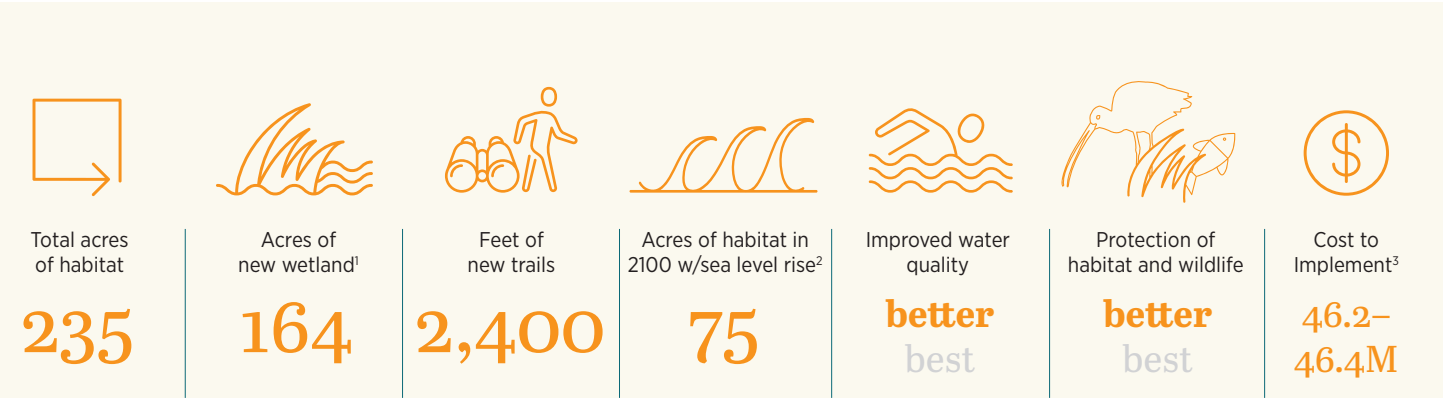 Total acres
of habitat
235
Acres of
new wetland¹
164
Feet of
new trails
2,400
Acres of habitat in
2100 w/sea level rise²
75
Improved water
quality
better
best
Protection of
habitat and wildlife
better
best
$
Cost to
Implement³
46.2–
46.4M